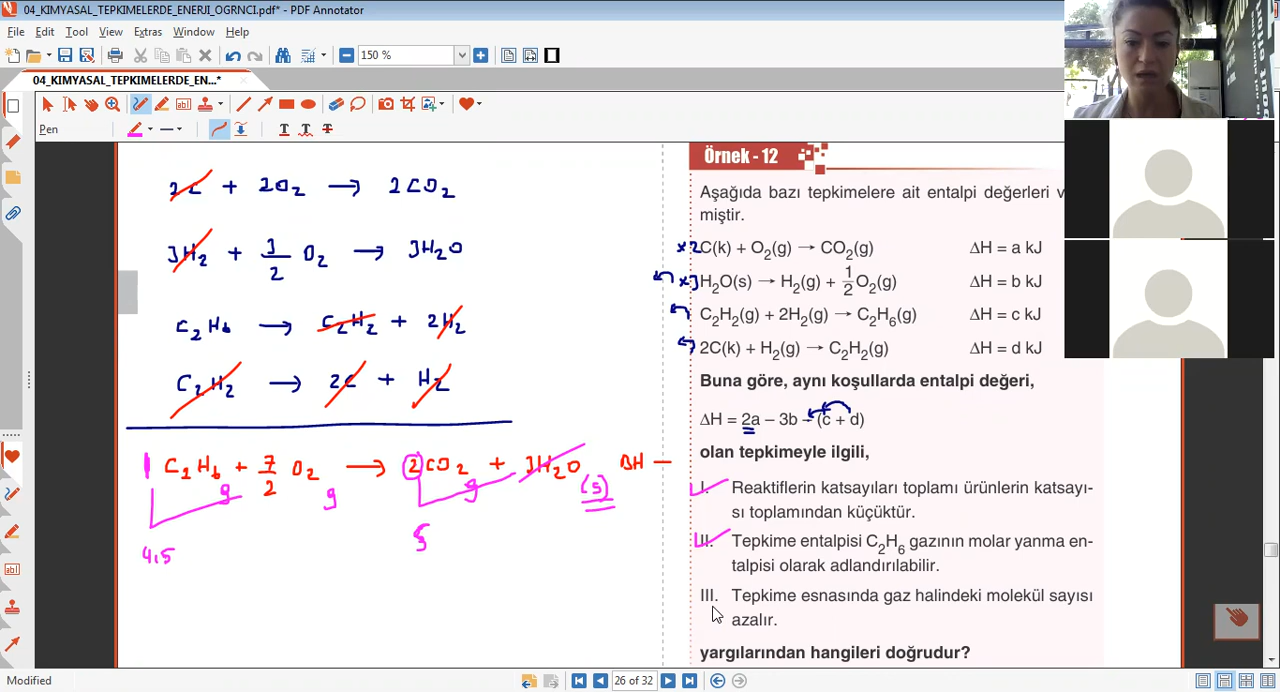 04_KIMYASAL_TEPKIMELERDE_ENERJI_OGRNCI.pdf* - PDF Annotator
File Edit Tool View Extras Window Help
150 %
04_KIMYASAL_TEPKIMELERDE_EN...*
Pen
2C + 2O₂ → 2CO₂
3H₂ + 3/2 O₂ → 3H₂O
C₂H₆ → C₂H₂ + 2H₂
C₂H₂ → 2C + H₂
1 C₂H₆ + 7/2 O₂ → 2CO₂ + 3H₂O ΔH —
g g g (s)
4,5 5
Örnek - 12
Aşağıda bazı tepkimelere ait entalpi değerleri v
miştir.
x2 C(k) + O₂(g) → CO₂(g) ΔH = a kJ
x3 H₂O(s) → H₂(g) + 1/2 O₂(g) ΔH = b kJ
C₂H₂(g) + 2H₂(g) → C₂H₆(g) ΔH = c kJ
2C(k) + H₂(g) → C₂H₂(g) ΔH = d kJ
Buna göre, aynı koşullarda entalpi değeri,
ΔH = 2a – 3b – (c + d)
olan tepkimeyle ilgili,
I. Reaktiflerin katsayıları toplamı ürünlerin katsayı-
sı toplamından küçüktür.
II. Tepkime entalpisi C₂H₆ gazının molar yanma en-
talpisi olarak adlandırılabilir.
III. Tepkime esnasında gaz halindeki molekül sayısı
azalır.
yargılarından hangileri doğrudur?
Modified
26 of 32